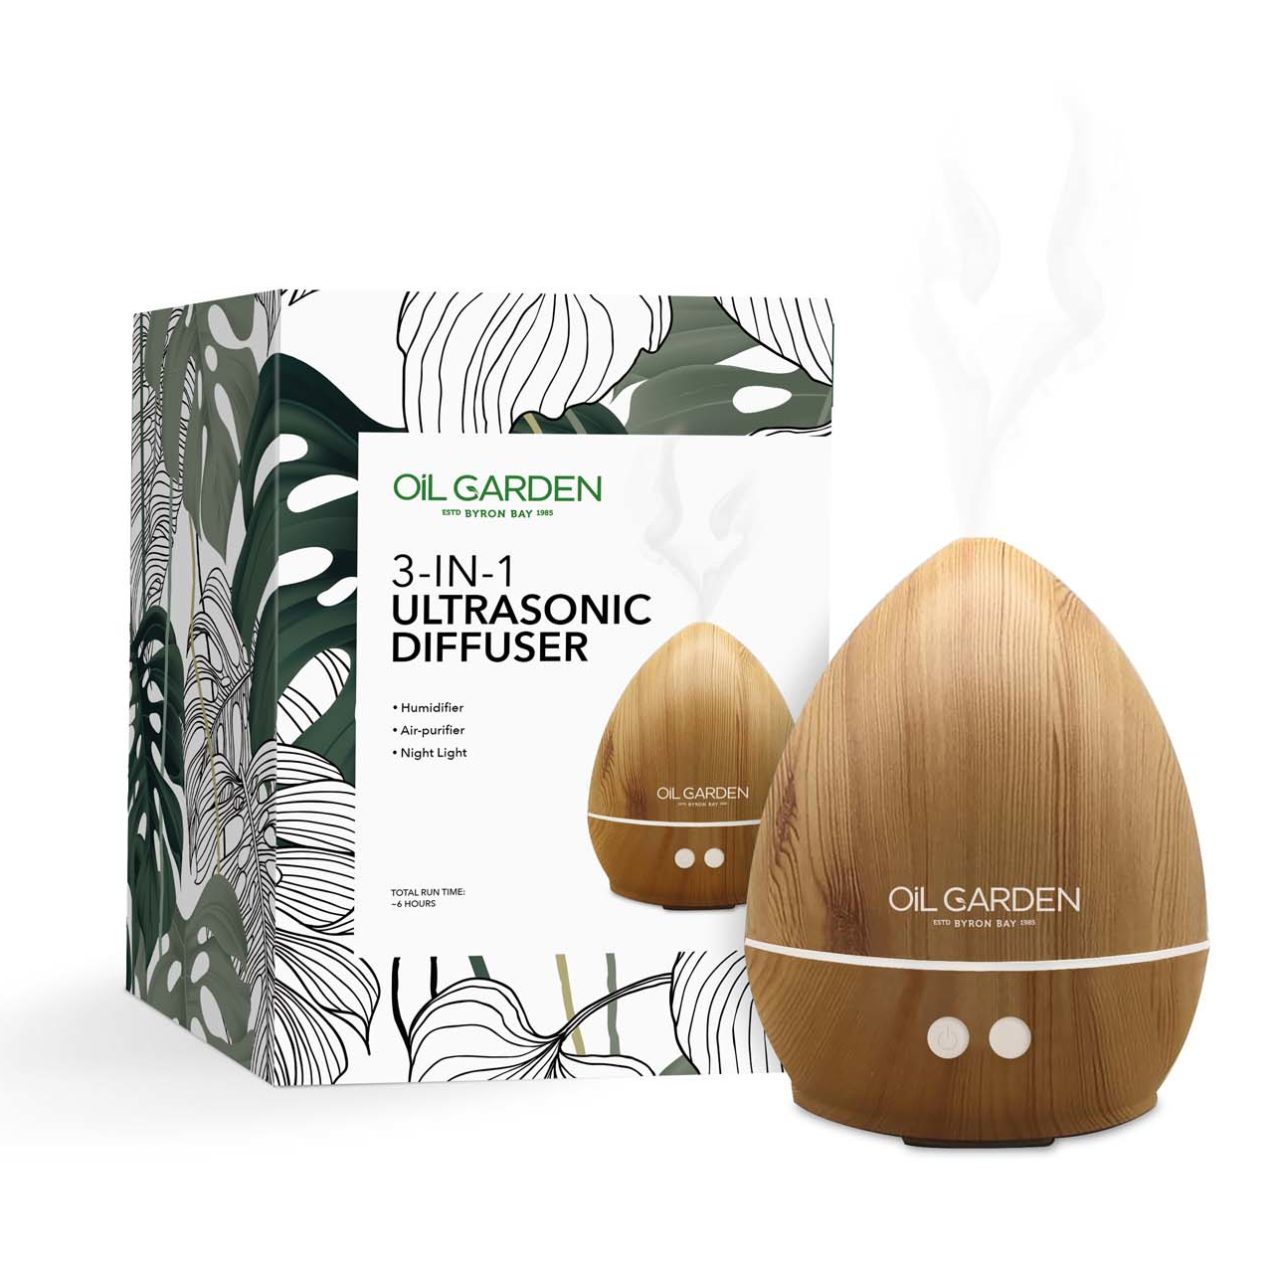 OiL GARDEN
ESTD BYRON BAY 1985
3-IN-1
ULTRASONIC
DIFFUSER
• Humidifier
• Air-purifier
• Night Light
TOTAL RUN TIME:
~6 HOURS
OiL GARDEN
ESTD BYRON BAY 1985
OiL GARDEN
ESTD BYRON BAY 1985